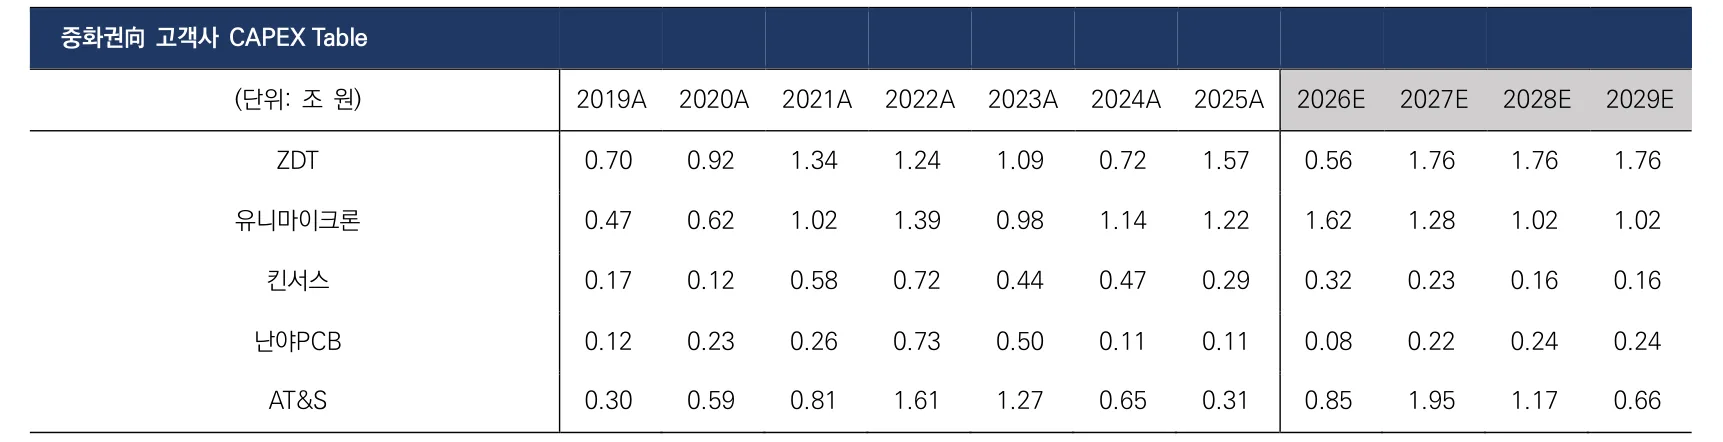 중화권向 고객사 CAPEX Table
(단위: 조 원) 2019A 2020A 2021A 2022A 2023A 2024A 2025A 2026E 2027E 2028E 2029E
ZDT 0.70 0.92 1.34 1.24 1.09 0.72 1.57 0.56 1.76 1.76 1.76
유니마이크론 0.47 0.62 1.02 1.39 0.98 1.14 1.22 1.62 1.28 1.02 1.02
킨서스 0.17 0.12 0.58 0.72 0.44 0.47 0.29 0.32 0.23 0.16 0.16
난야PCB 0.12 0.23 0.26 0.73 0.50 0.11 0.11 0.08 0.22 0.24 0.24
AT&S 0.30 0.59 0.81 1.61 1.27 0.65 0.31 0.85 1.95 1.17 0.66